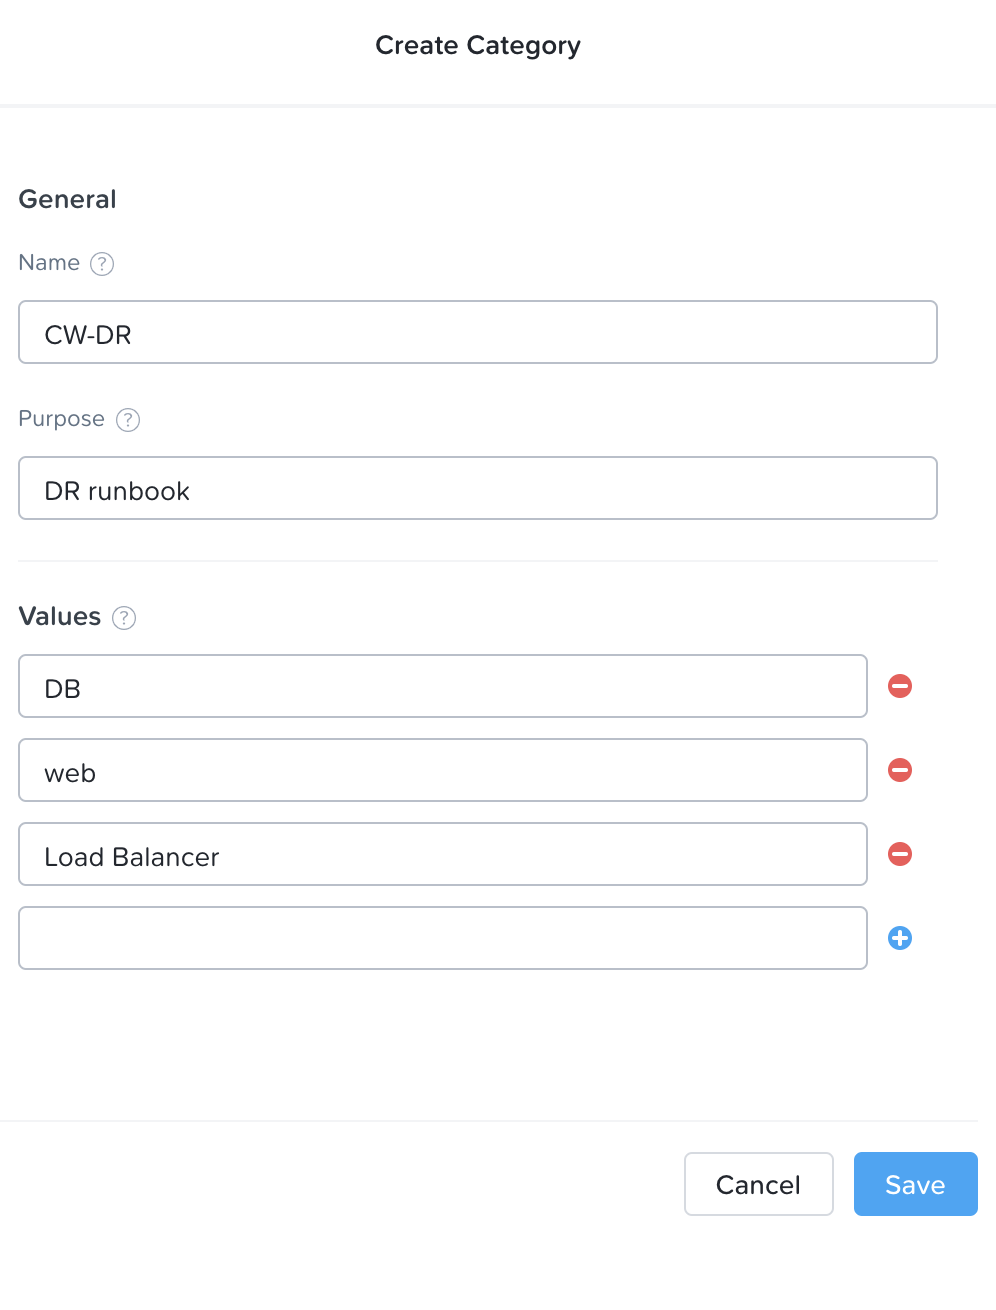 Create Category
General
Name ?
CW-DR
Purpose ?
DR runbook
Values ?
DB
web
Load Balancer
Cancel
Save